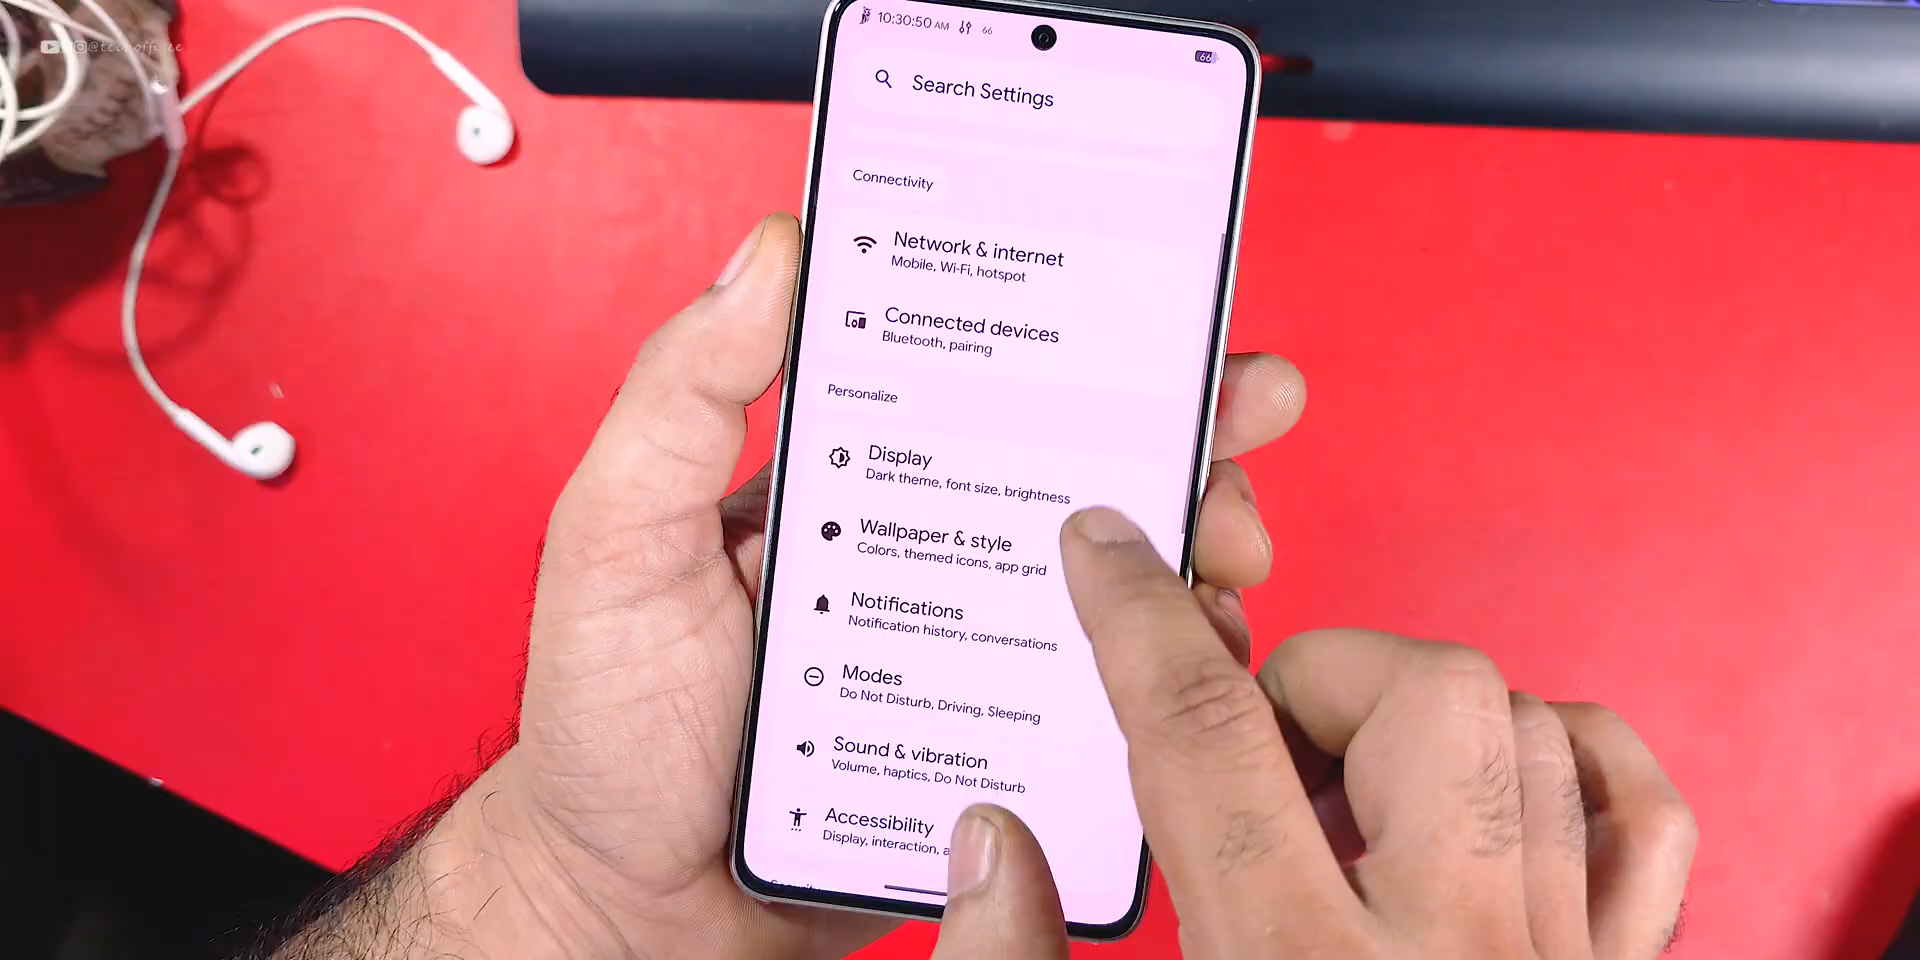 10:30:50 AM 66
66
Search Settings
Connectivity
Network & internet
Mobile, Wi-Fi, hotspot
Connected devices
Bluetooth, pairing
Personalize
Display
Dark theme, font size, brightness
Wallpaper & style
Colors, themed icons, app grid
Notifications
Notification history, conversations
Modes
Do Not Disturb, Driving, Sleeping
Sound & vibration
Volume, haptics, Do Not Disturb
Accessibility
Display, interaction, a